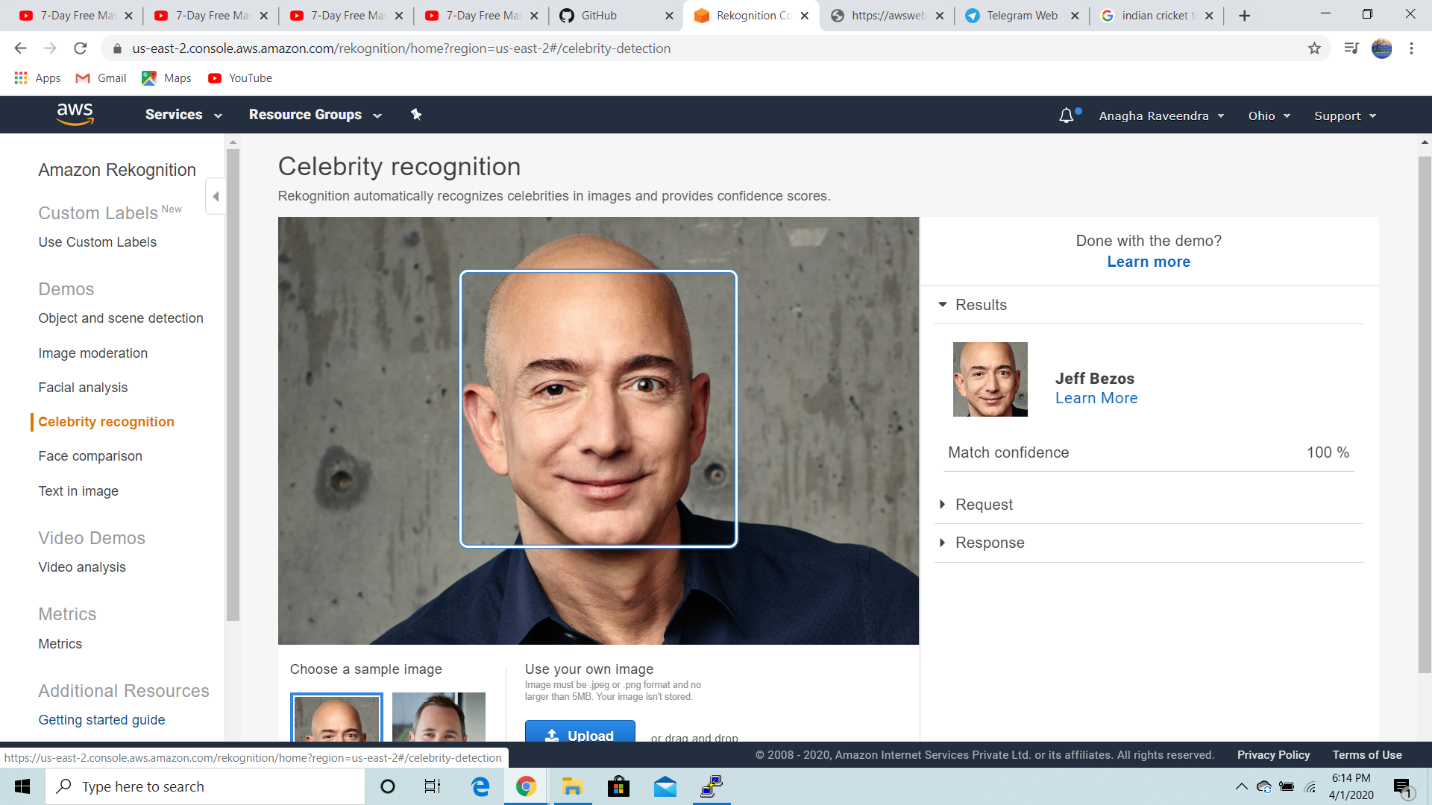 7-Day Free Ma
7-Day Free Ma
7-Day Free Ma
7-Day Free Ma
GitHub
Rekognition Co
https://awsweb
Telegram Web
indian cricket t
us-east-2.console.aws.amazon.com/rekognition/home?region=us-east-2#/celebrity-detection
Apps
Gmail
Maps
YouTube
aws
Services
Resource Groups
Anagha Raveendra
Ohio
Support
Amazon Rekognition
Custom Labels New
Use Custom Labels
Demos
Object and scene detection
Image moderation
Facial analysis
Celebrity recognition
Face comparison
Text in image
Video Demos
Video analysis
Metrics
Metrics
Additional Resources
Getting started guide
Celebrity recognition
Rekognition automatically recognizes celebrities in images and provides confidence scores.
Choose a sample image
Use your own image
Image must be .jpeg or .png format and no
larger than 5MB. Your image isn't stored.
Upload
or drag and drop
Done with the demo?
Learn more
Results
Jeff Bezos
Learn More
Match confidence 100 %
Request
Response
https://us-east-2.console.aws.amazon.com/rekognition/home?region=us-east-2#/celebrity-detection
© 2008 - 2020, Amazon Internet Services Private Ltd. or its affiliates. All rights reserved.
Privacy Policy
Terms of Use
Type here to search
6:14 PM
4/1/2020
1